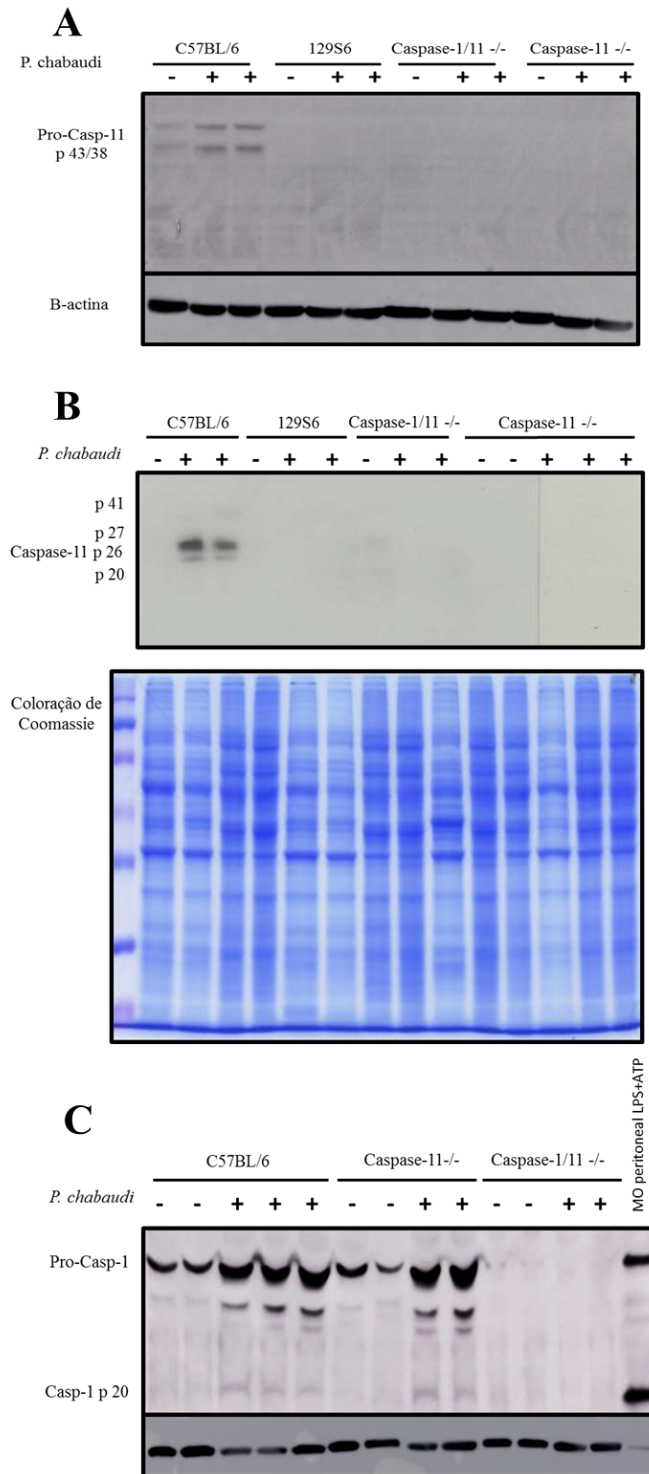 A
C57BL/6 129S6 Caspase-1/11 -/- Caspase-11 -/-
P. chabaudi
- + + - + + - + + - + +
Pro-Casp-11
p 43/38
B-actina
B
C57BL/6 129S6 Caspase-1/11 -/- Caspase-11 -/-
P. chabaudi - + + - + + - + + - - + + +
p 41
p 27
Caspase-11 p 26
p 20
Coloração de
Coomassie
C
C57BL/6 Caspase-11-/- Caspase-1/11 -/-
MO peritoneal LPS+ATP
P. chabaudi - - + + + - - + + - - + +
Pro-Casp-1
Casp-1 p 20